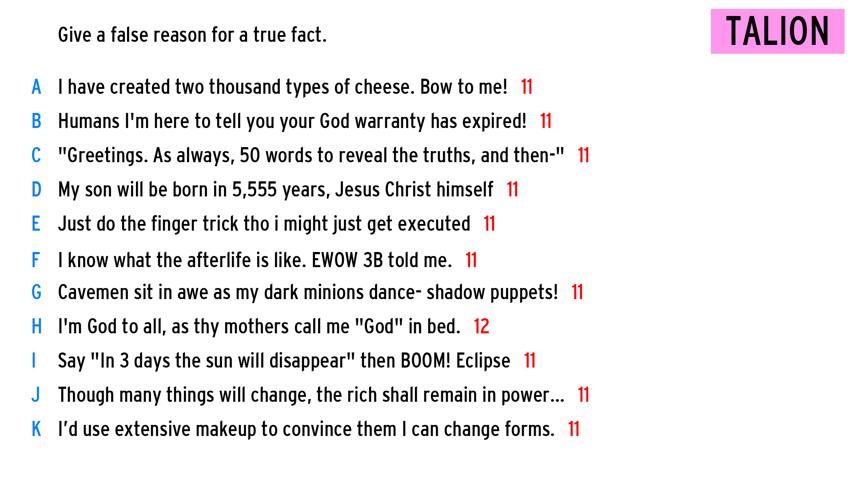 Give a false reason for a true fact.
TALION
A I have created two thousand types of cheese. Bow to me! 11
B Humans I'm here to tell you your God warranty has expired! 11
C "Greetings. As always, 50 words to reveal the truths, and then-" 11
D My son will be born in 5,555 years, Jesus Christ himself 11
E Just do the finger trick tho i might just get executed 11
F I know what the afterlife is like. EWOW 3B told me. 11
G Cavemen sit in awe as my dark minions dance- shadow puppets! 11
H I'm God to all, as thy mothers call me "God" in bed. 12
I Say "In 3 days the sun will disappear" then BOOM! Eclipse 11
J Though many things will change, the rich shall remain in power... 11
K I’d use extensive makeup to convince them I can change forms. 11